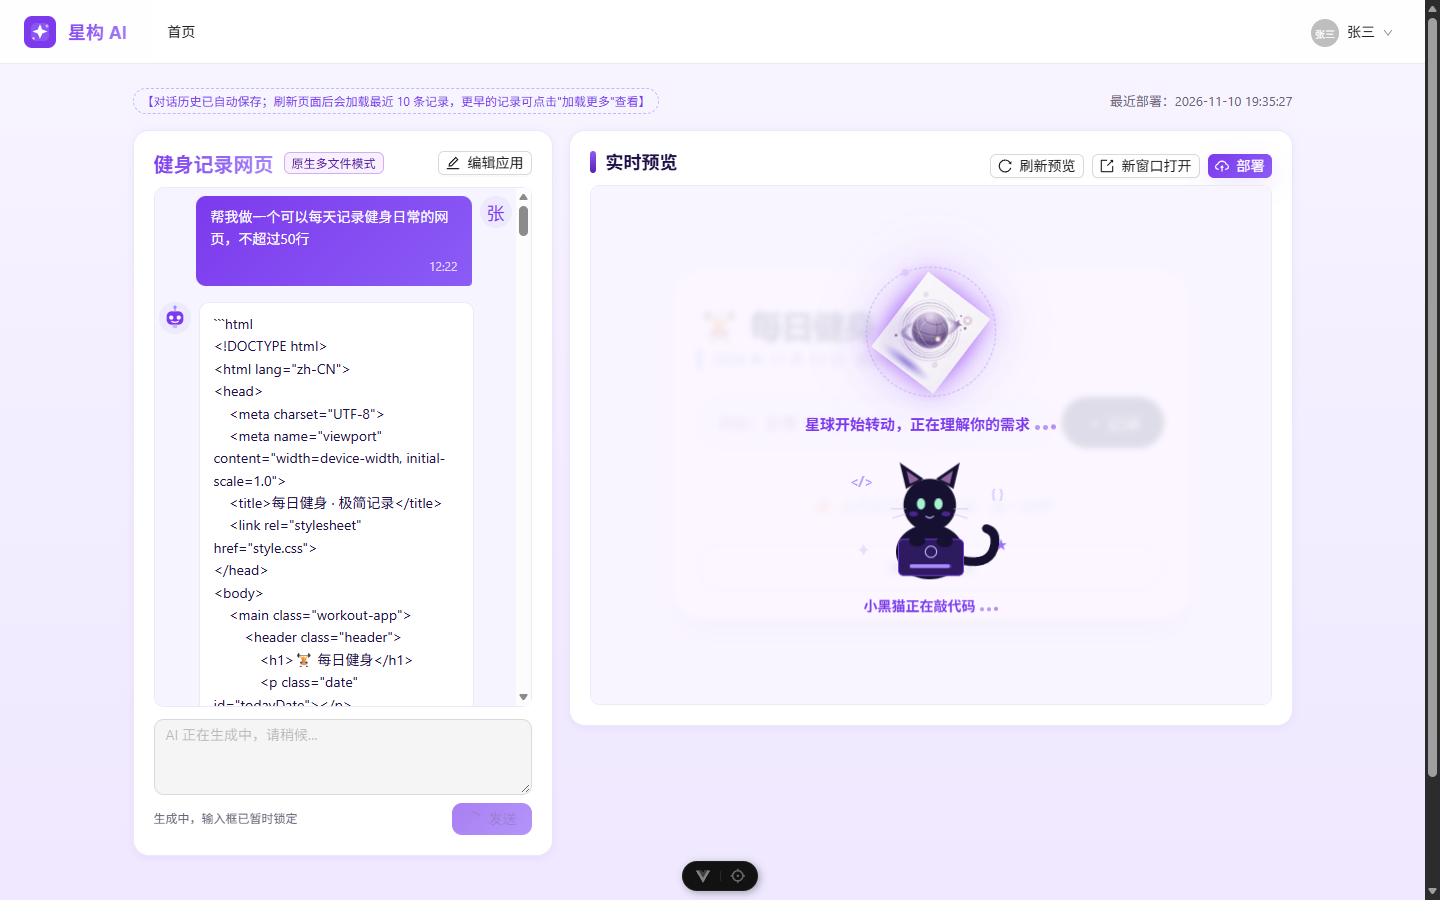 星构 AI
首页
张三
张三
【对话历史已自动保存；刷新页面后会加载最近 10 条记录，更早的记录可点击"加载更多"查看】
最近部署：2026-11-10 19:35:27
健身记录网页
原生多文件模式
编辑应用
帮我做一个可以每天记录健身日常的网
页，不超过50行
12:22
张
```html
<!DOCTYPE html>
<html lang="zh-CN">
<head>
<meta charset="UTF-8">
<meta name="viewport"
content="width=device-width, initial-
scale=1.0">
<title>每日健身 · 极简记录</title>
<link rel="stylesheet"
href="style.css">
</head>
<body>
<main class="workout-app">
<header class="header">
<h1>🏋️ 每日健身</h1>
<p class="date"
id="todayDate"></p>
AI 正在生成中，请稍候...
生成中，输入框已暂时锁定
发送
实时预览
刷新预览
新窗口打开
部署
每日健身
星球开始转动，正在理解你的需求
</>
{ }
小黑猫正在敲代码